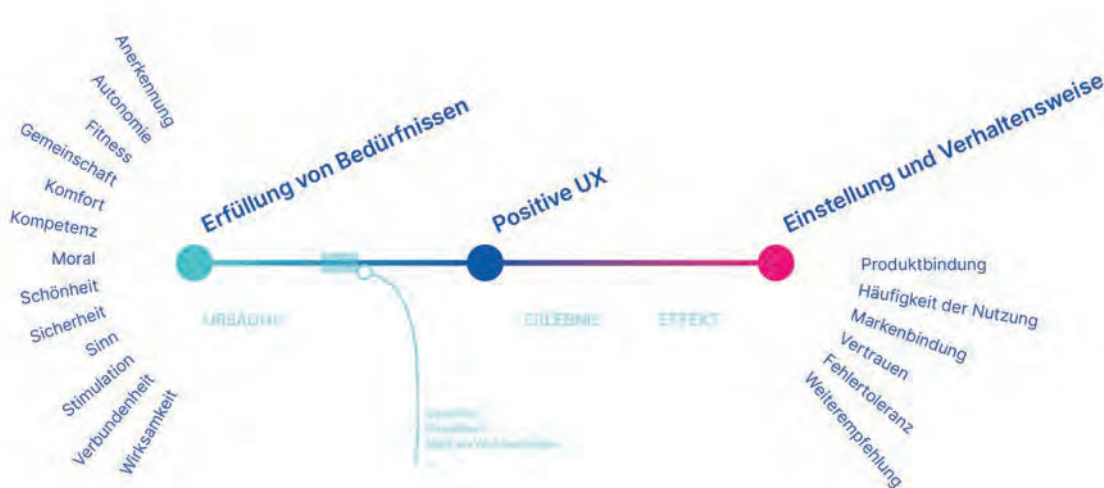 Anerkennung
Autonomie
Fitness
Gemeinschaft
Komfort
Kompetenz
Moral
Schönheit
Sicherheit
Sinn
Stimulation
Verbundenheit
Wirksamkeit
Erfüllung von Bedürfnissen
Positive UX
Einstellung und Verhaltensweise
URSACHE
ERLEBNIS
EFFEKT
Produktbindung
Häufigkeit der Nutzung
Markenbindung
Vertrauen
Fehlertoleranz
Weiterempfehlung